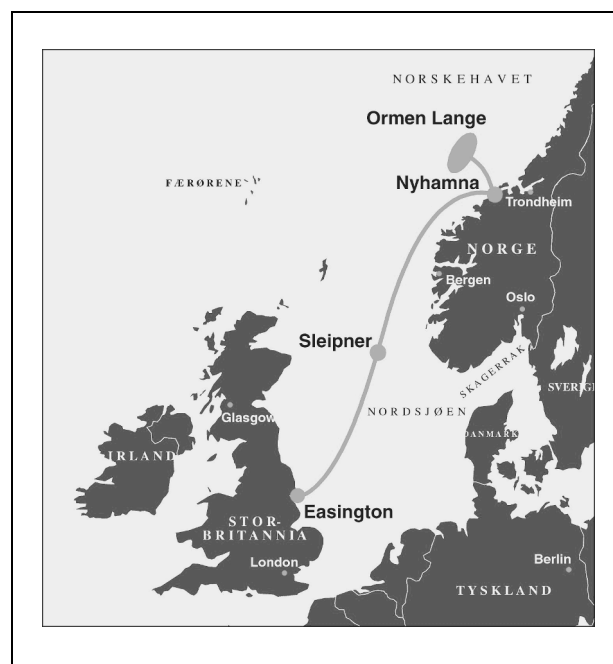 NORSKEHAVET
Ormen Lange
FÆRØRENE
Nyhamna
Trondheim
NORGE
Bergen
Oslo
Sleipner
SKAGERRAK
SVERIGE
Glasgow
NORDSJØEN
DANMARK
IRLAND
Easington
STOR-
BRITANNIA
London
Berlin
TYSKLAND